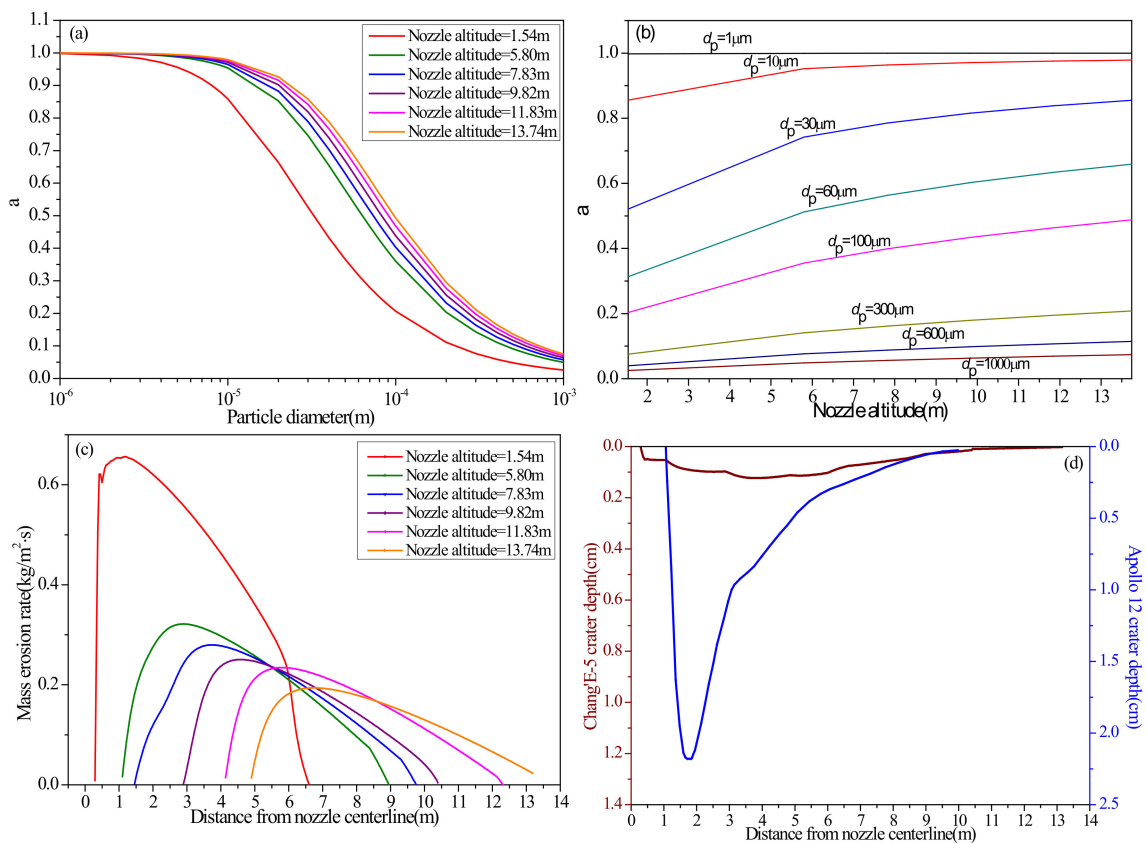 (a)
Nozzle altitude=1.54m
Nozzle altitude=5.80m
Nozzle altitude=7.83m
Nozzle altitude=9.82m
Nozzle altitude=11.83m
Nozzle altitude=13.74m
1.1
1.0
0.9
0.8
0.7
0.6
0.5
0.4
0.3
0.2
0.1
0.0
a
10^-6
10^-5
10^-4
10^-3
Particle diameter(m)
(b)
d_p=1μm
d_p=10μm
d_p=30μm
d_p=60μm
d_p=100μm
d_p=300μm
d_p=600μm
d_p=1000μm
1.0
0.8
0.6
0.4
0.2
0.0
a
2 3 4 5 6 7 8 9 10 11 12 13
Nozzle altitude(m)
(c)
Nozzle altitude=1.54m
Nozzle altitude=5.80m
Nozzle altitude=7.83m
Nozzle altitude=9.82m
Nozzle altitude=11.83m
Nozzle altitude=13.74m
0.6
0.4
0.2
0.0
Mass erosion rate(kg/m²·s)
0 1 2 3 4 5 6 7 8 9 10 11 12 13 14
Distance from nozzle centerline(m)
(d)
0.0
0.2
0.4
0.6
0.8
1.0
1.2
1.4
Chang'E-5 crater depth(cm)
0.0
0.5
1.0
1.5
2.0
2.5
Apollo 12 crater depth(cm)
0 1 2 3 4 5 6 7 8 9 10 11 12 13 14
Distance from nozzle centerline(m)